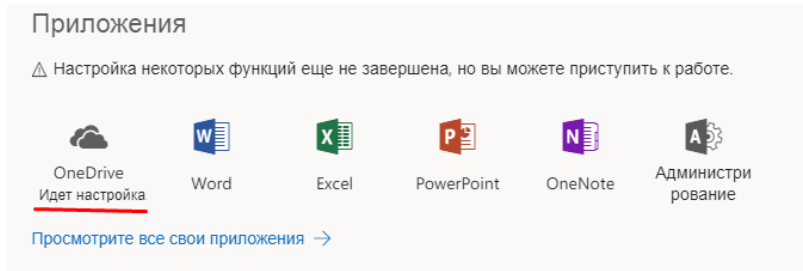 Приложения
⚠ Настройка некоторых функций еще не завершена, но вы можете приступить к работе.
OneDrive
Идет настройка
Word
Excel
PowerPoint
OneNote
Администри
рование
Просмотрите все свои приложения →